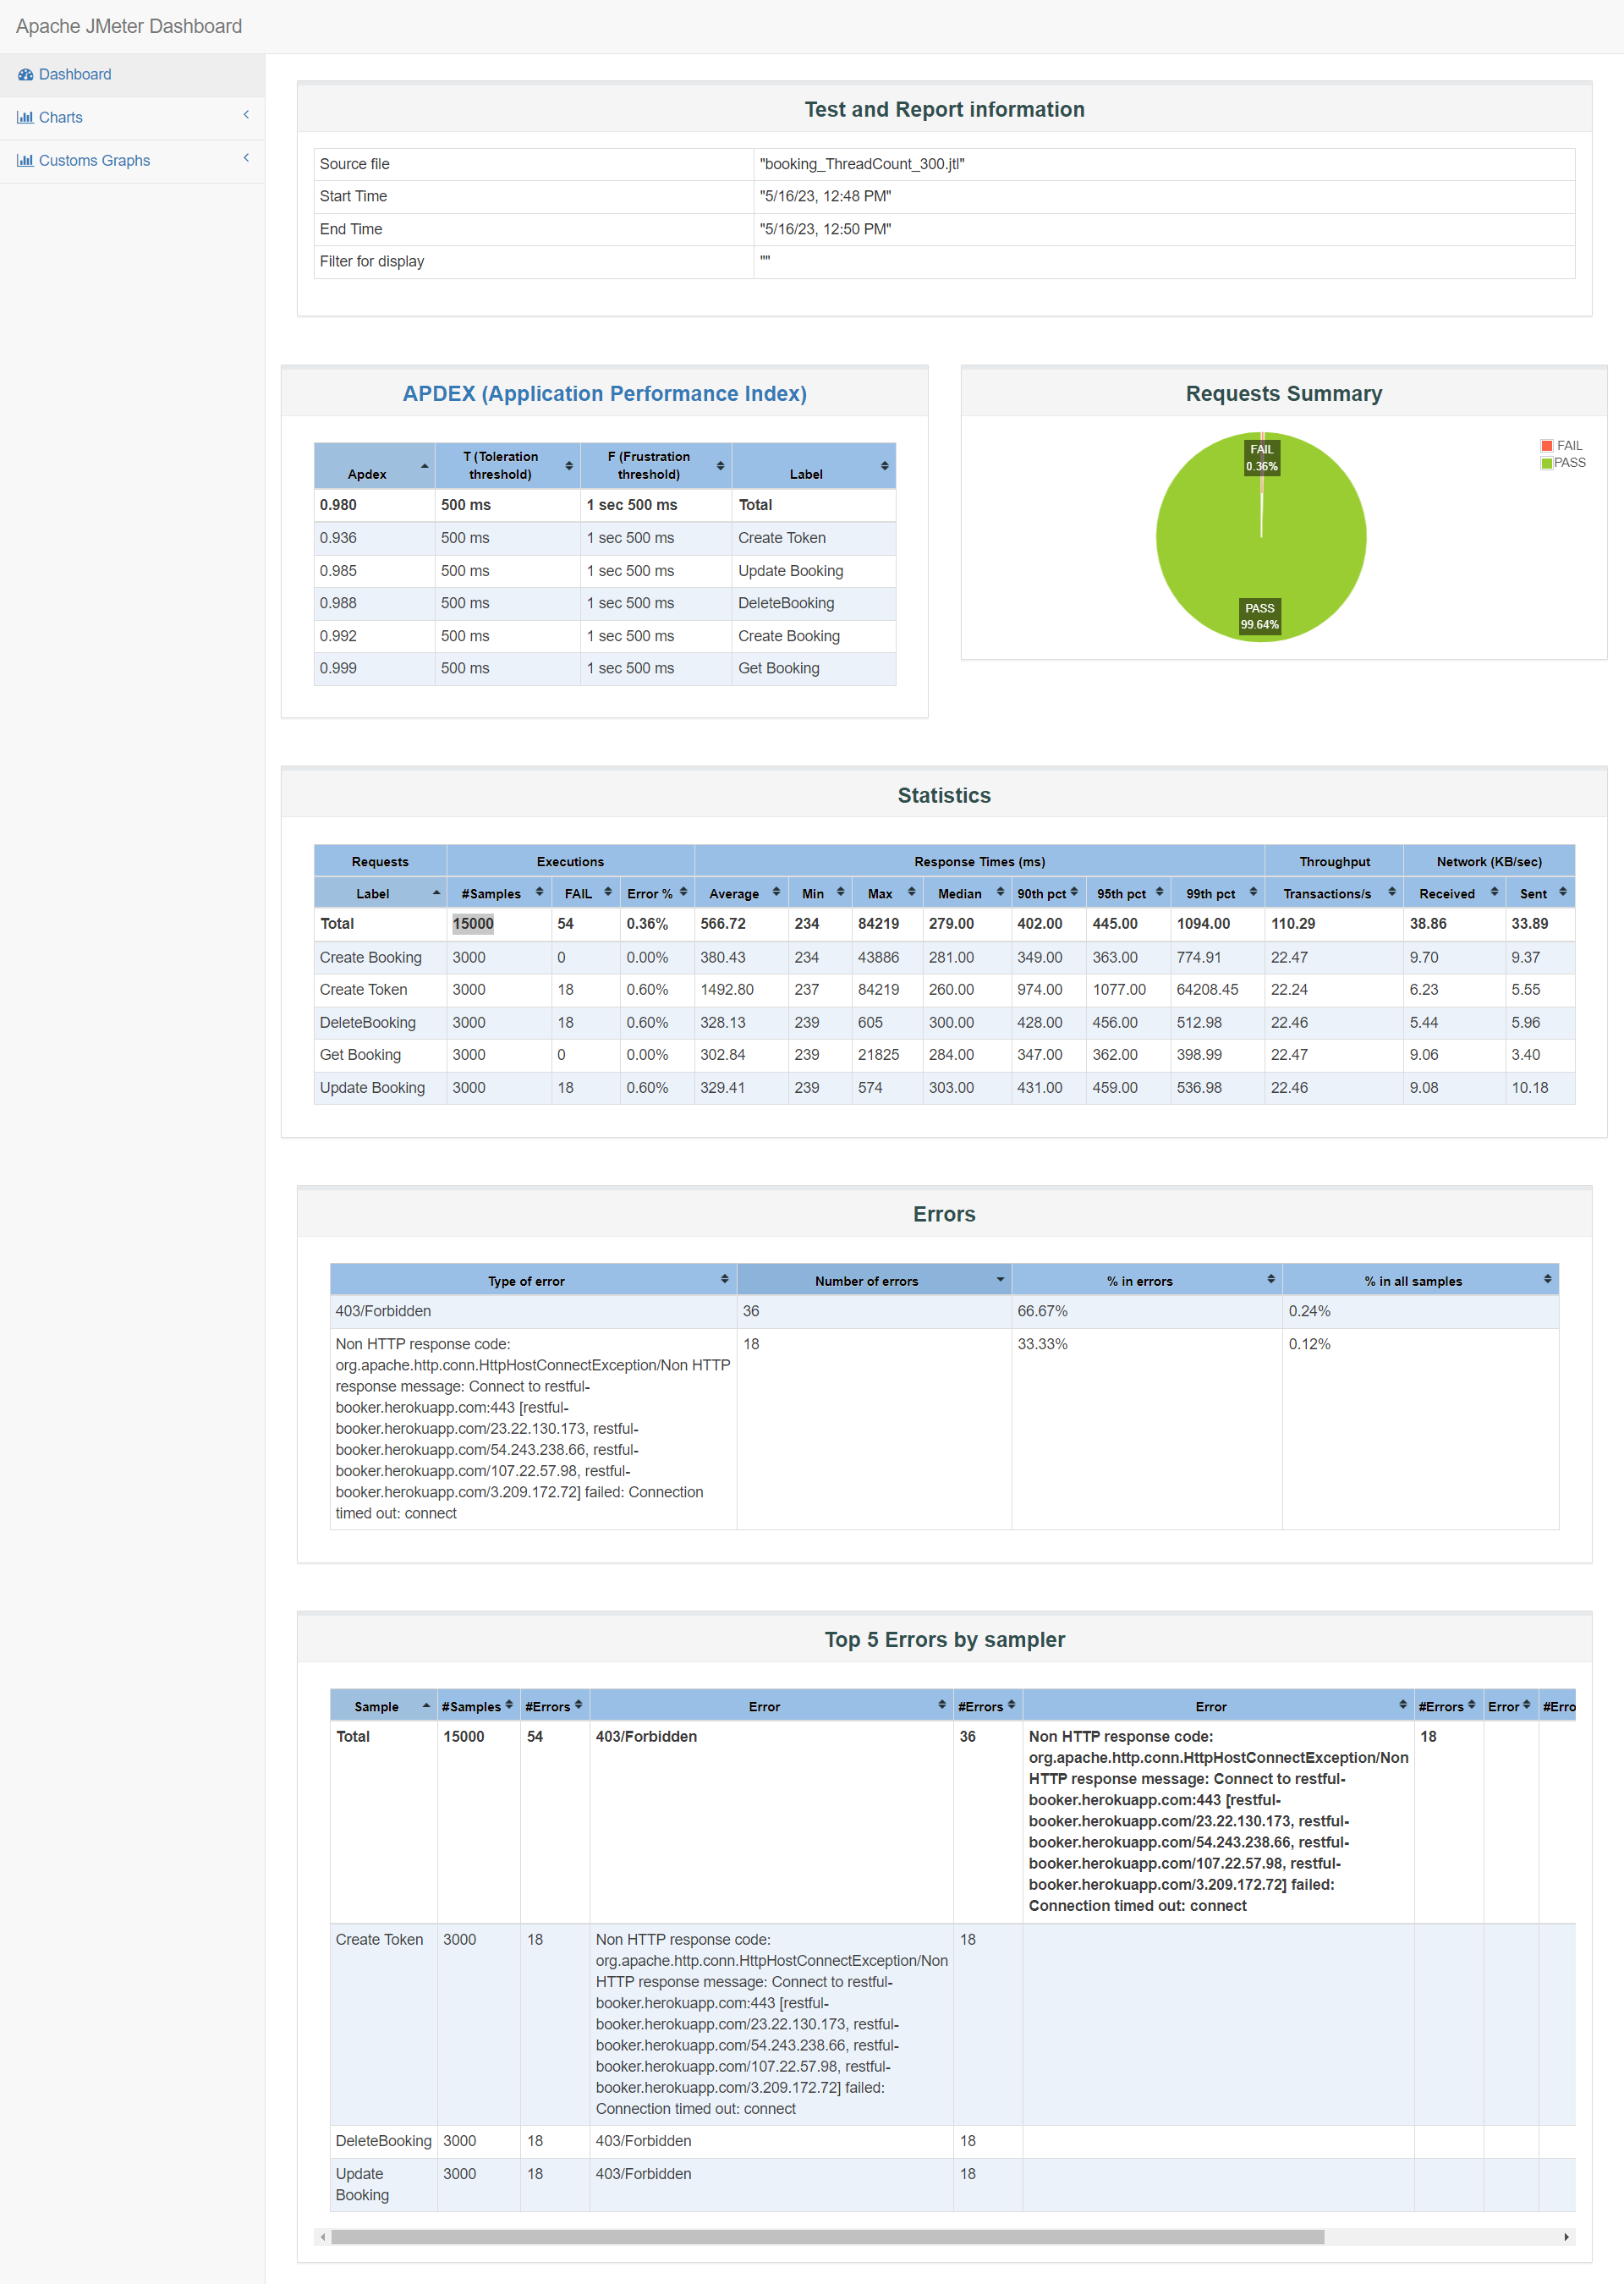 Apache JMeter Dashboard
Dashboard
Charts
Customs Graphs
Test and Report information
Source file "booking_ThreadCount_300.jtl"
Start Time "5/16/23, 12:48 PM"
End Time "5/16/23, 12:50 PM"
Filter for display ""
APDEX (Application Performance Index)
Apdex T (Toleration threshold) F (Frustration threshold) Label
0.980 500 ms 1 sec 500 ms Total
0.936 500 ms 1 sec 500 ms Create Token
0.985 500 ms 1 sec 500 ms Update Booking
0.988 500 ms 1 sec 500 ms DeleteBooking
0.992 500 ms 1 sec 500 ms Create Booking
0.999 500 ms 1 sec 500 ms Get Booking
Requests Summary
FAIL
0.36%
PASS
99.64%
FAIL
PASS
Statistics
Requests Executions Response Times (ms) Throughput Network (KB/sec)
Label #Samples FAIL Error % Average Min Max Median 90th pct 95th pct 99th pct Transactions/s Received Sent
Total 15000 54 0.36% 566.72 234 84219 279.00 402.00 445.00 1094.00 110.29 38.86 33.89
Create Booking 3000 0 0.00% 380.43 234 43886 281.00 349.00 363.00 774.91 22.47 9.70 9.37
Create Token 3000 18 0.60% 1492.80 237 84219 260.00 974.00 1077.00 64208.45 22.24 6.23 5.55
DeleteBooking 3000 18 0.60% 328.13 239 605 300.00 428.00 456.00 512.98 22.46 5.44 5.96
Get Booking 3000 0 0.00% 302.84 239 21825 284.00 347.00 362.00 398.99 22.47 9.06 3.40
Update Booking 3000 18 0.60% 329.41 239 574 303.00 431.00 459.00 536.98 22.46 9.08 10.18
Errors
Type of error Number of errors % in errors % in all samples
403/Forbidden 36 66.67% 0.24%
Non HTTP response code: 18 33.33% 0.12%
org.apache.http.conn.HttpHostConnectException/Non HTTP
response message: Connect to restful-
booker.herokuapp.com:443 [restful-
booker.herokuapp.com/23.22.130.173, restful-
booker.herokuapp.com/54.243.238.66, restful-
booker.herokuapp.com/107.22.57.98, restful-
booker.herokuapp.com/3.209.172.72] failed: Connection
timed out: connect
Top 5 Errors by sampler
Sample #Samples #Errors Error #Errors Error #Errors Error #Erro
Total 15000 54 403/Forbidden 36 Non HTTP response code: 18
org.apache.http.conn.HttpHostConnectException/Non
HTTP response message: Connect to restful-
booker.herokuapp.com:443 [restful-
booker.herokuapp.com/23.22.130.173, restful-
booker.herokuapp.com/54.243.238.66, restful-
booker.herokuapp.com/107.22.57.98, restful-
booker.herokuapp.com/3.209.172.72] failed:
Connection timed out: connect
Create Token 3000 18 Non HTTP response code: 18
org.apache.http.conn.HttpHostConnectException/Non
HTTP response message: Connect to restful-
booker.herokuapp.com:443 [restful-
booker.herokuapp.com/23.22.130.173, restful-
booker.herokuapp.com/54.243.238.66, restful-
booker.herokuapp.com/107.22.57.98, restful-
booker.herokuapp.com/3.209.172.72] failed:
Connection timed out: connect
DeleteBooking 3000 18 403/Forbidden 18
Update 3000 18 403/Forbidden 18
Booking